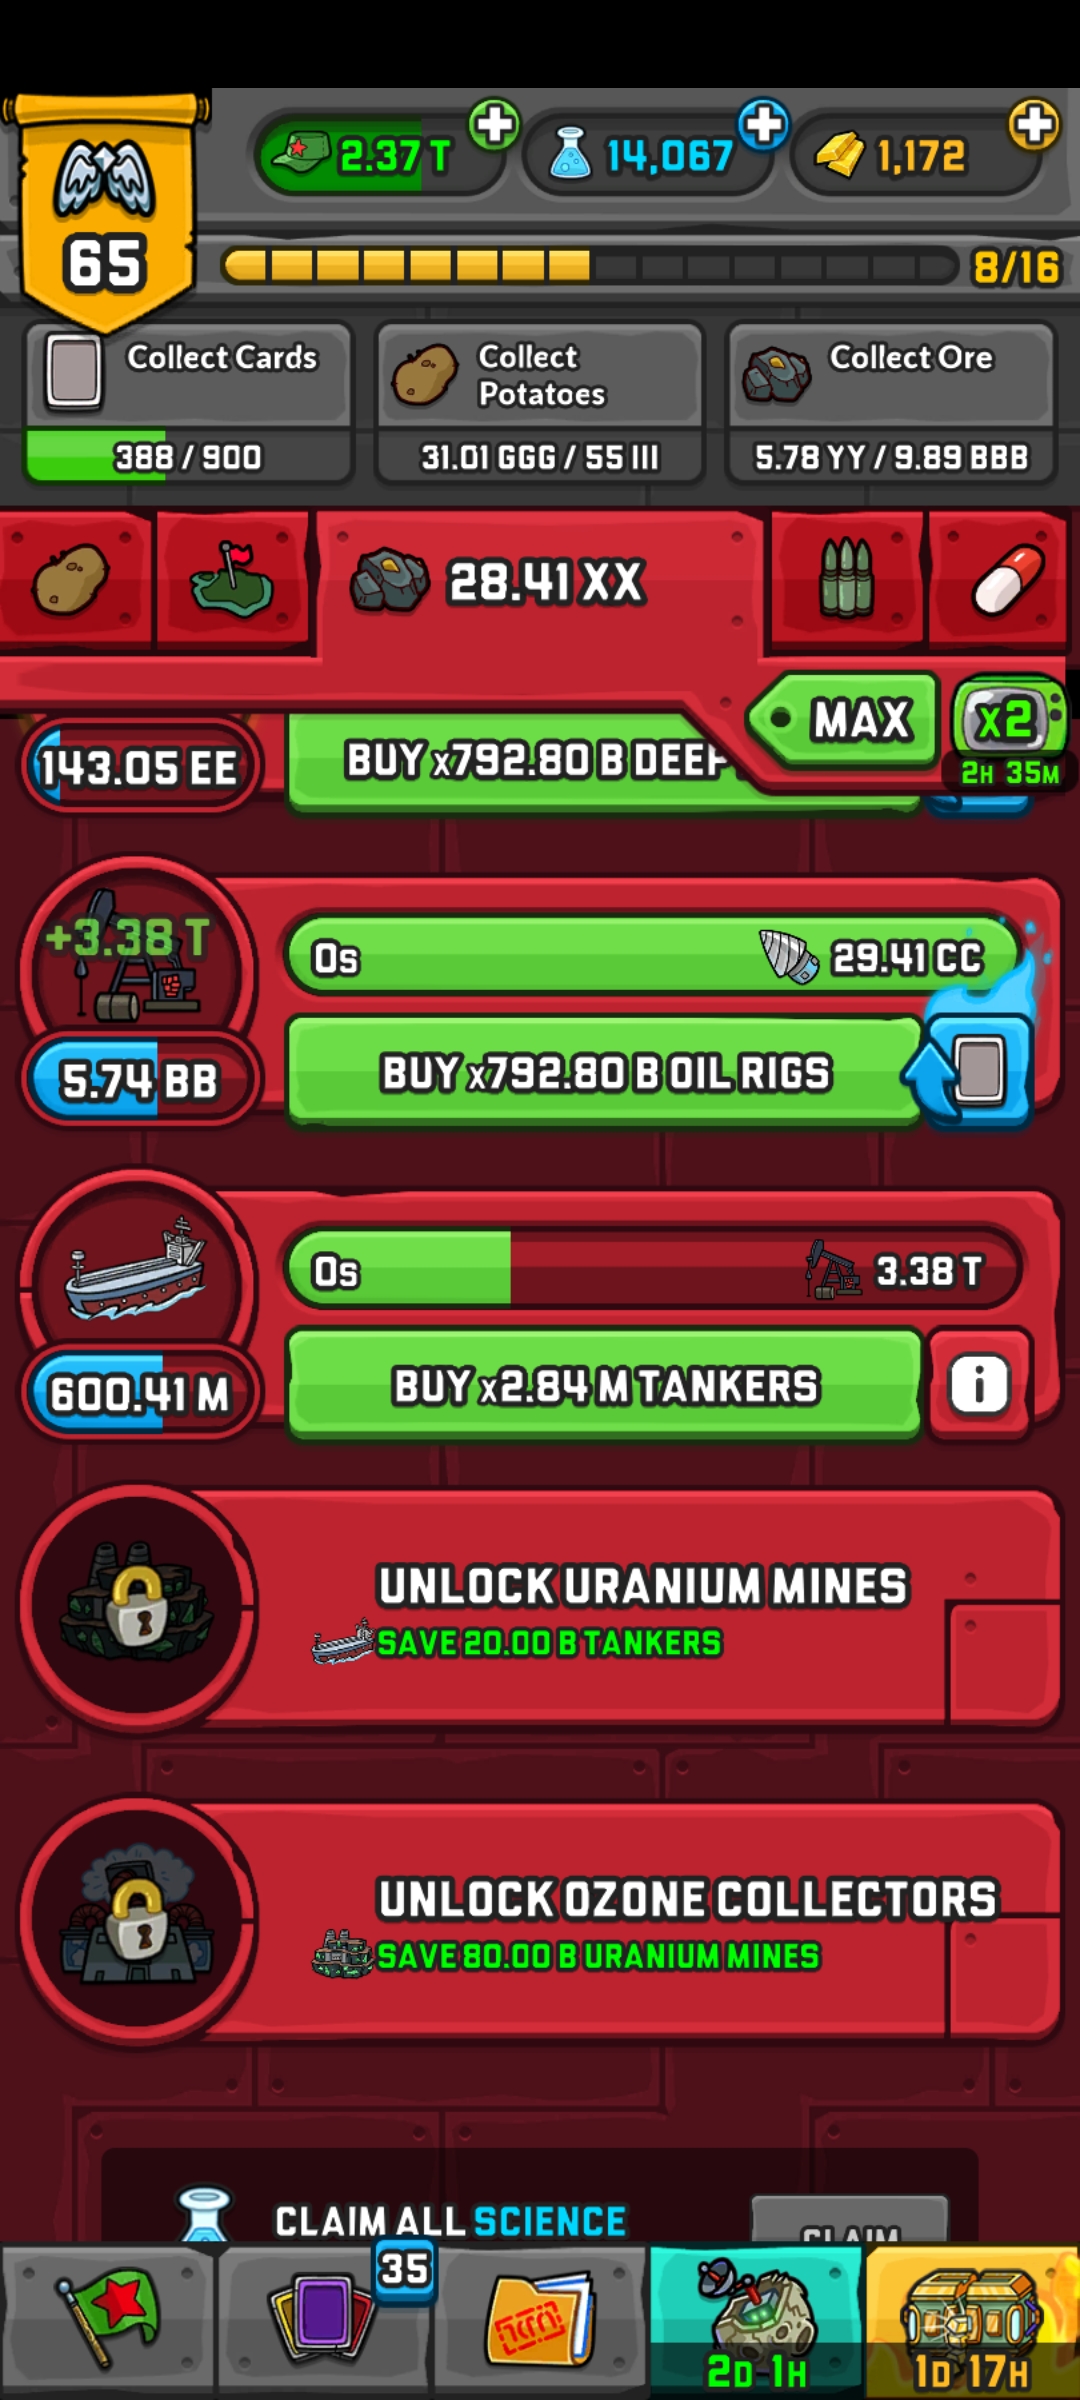 2.37 T
14,067
1,172
65
8/16
Collect Cards
388 / 900
Collect
Potatoes
31.01 GGG / 55 III
Collect Ore
5.78 YY / 9.89 BBB
28.41 XX
MAX
x2
2H 35M
143.05 EE
BUY x792.80 B DEEP
+3.38 T
0s
29.41 CC
5.74 BB
BUY x792.80 B OIL RIGS
0s
3.38 T
600.41 M
BUY x2.84 M TANKERS
i
UNLOCK URANIUM MINES
SAVE 20.00 B TANKERS
UNLOCK OZONE COLLECTORS
SAVE 80.00 B URANIUM MINES
CLAIM ALL SCIENCE
CLAIM
35
2D 1H
1D 17H